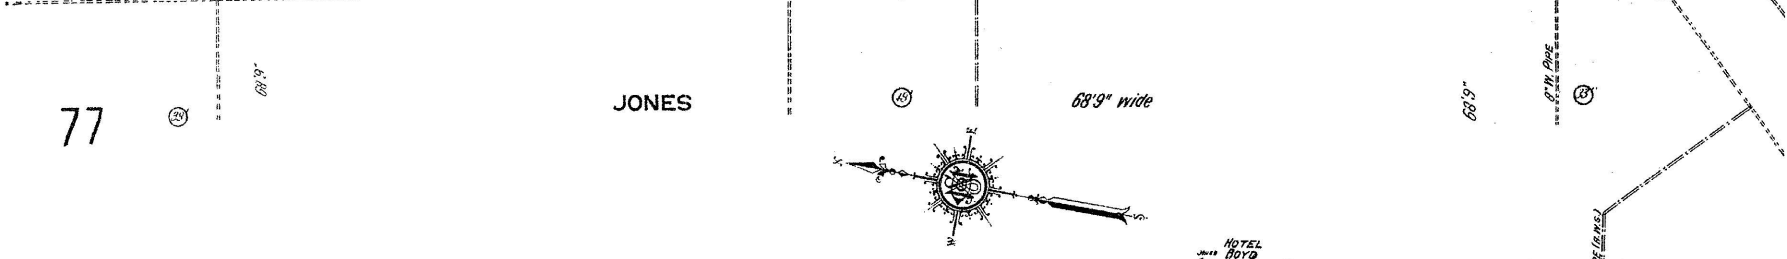 77
68'9"
JONES
68'9" wide
68'9"
8" W. PIPE
E
S.
W
HOTEL
BOYD
(A.W.S.)